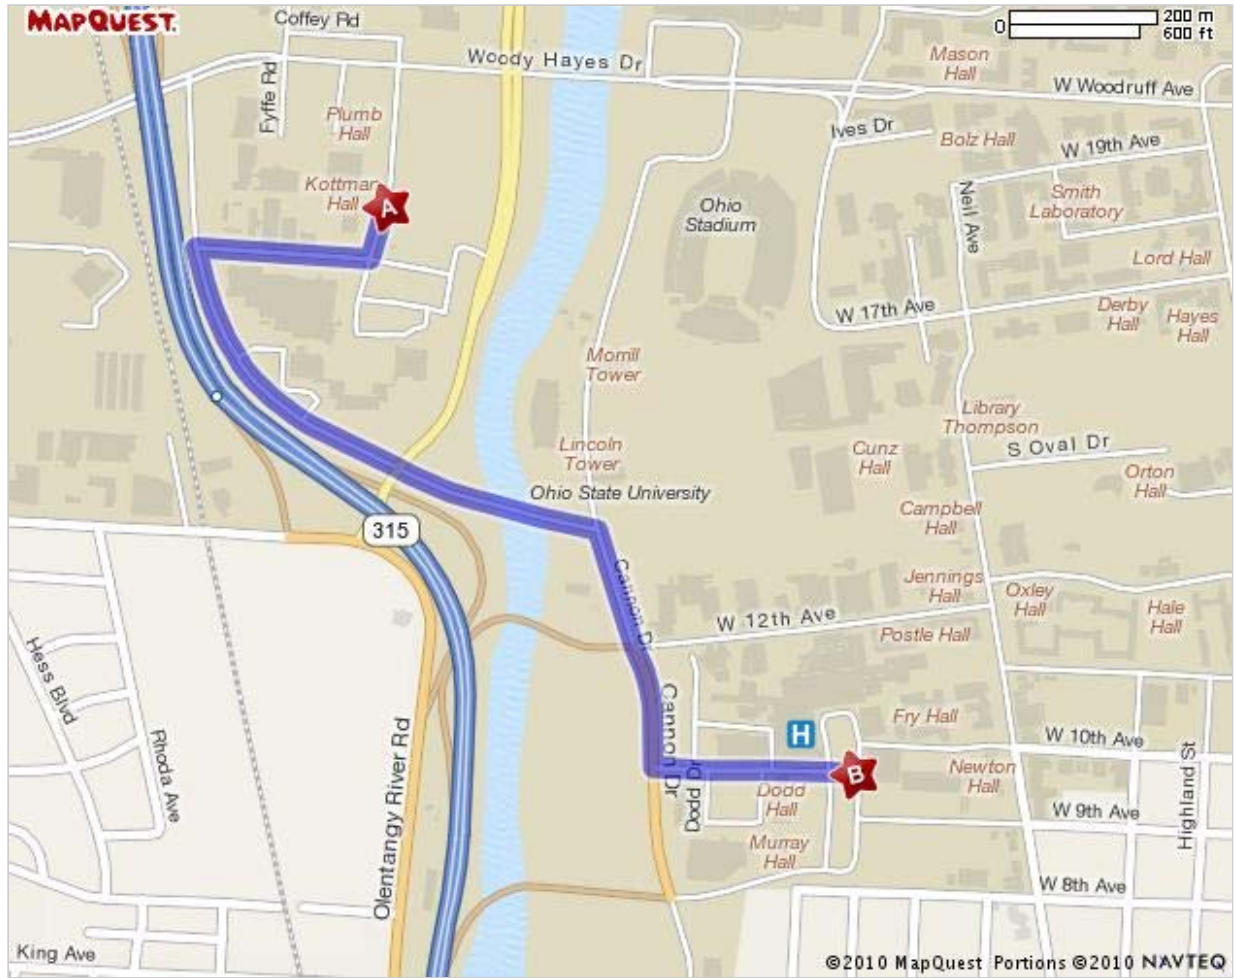 MAPQUEST.
Coffey Rd
0
200 m
600 ft
Woody Hayes Dr
Mason
Hall
W Woodruff Ave
Fyffe Rd
Plumb
Hall
Ives Dr
Bolz Hall
W 19th Ave
Kottman
Hall
A
Ohio
Stadium
Neil Ave
Smith
Laboratory
Lord Hall
W 17th Ave
Derby
Hall
Hayes
Hall
Morrill
Tower
Library
Thompson
Lincoln
Tower
Cunz
Hall
S Oval Dr
Orton
Hall
Ohio State University
Campbell
Hall
315
Cannon Dr
Jennings
Hall
Oxley
Hall
Hale
Hall
W 12th Ave
Postle Hall
Hess Blvd
Cannon Dr
Fry Hall
H
W 10th Ave
Rhoda Ave
Olentangy River Rd
B
Newton
Hall
Dodd Dr
Dodd
Hall
W 9th Ave
Highland St
Murray
Hall
W 8th Ave
King Ave
©2010 MapQuest Portions ©2010 NAVTEQ